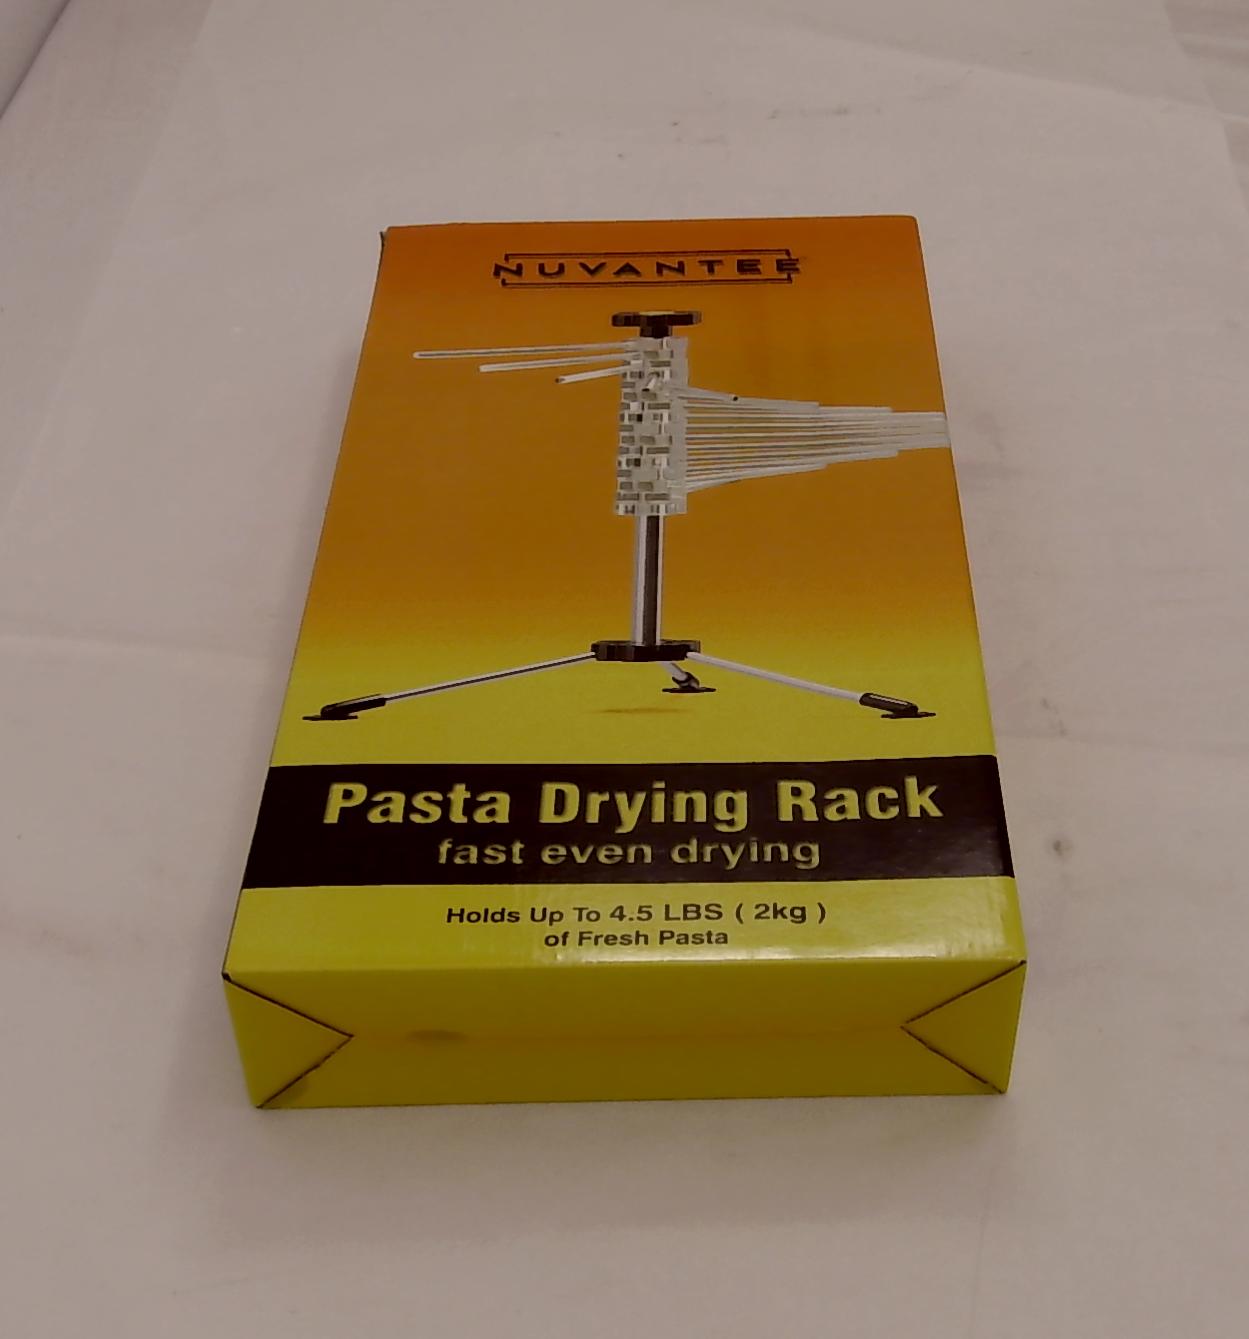 NUVANTEE
Pasta Drying Rack
fast even drying
Holds Up To 4.5 LBS ( 2kg )
of Fresh Pasta